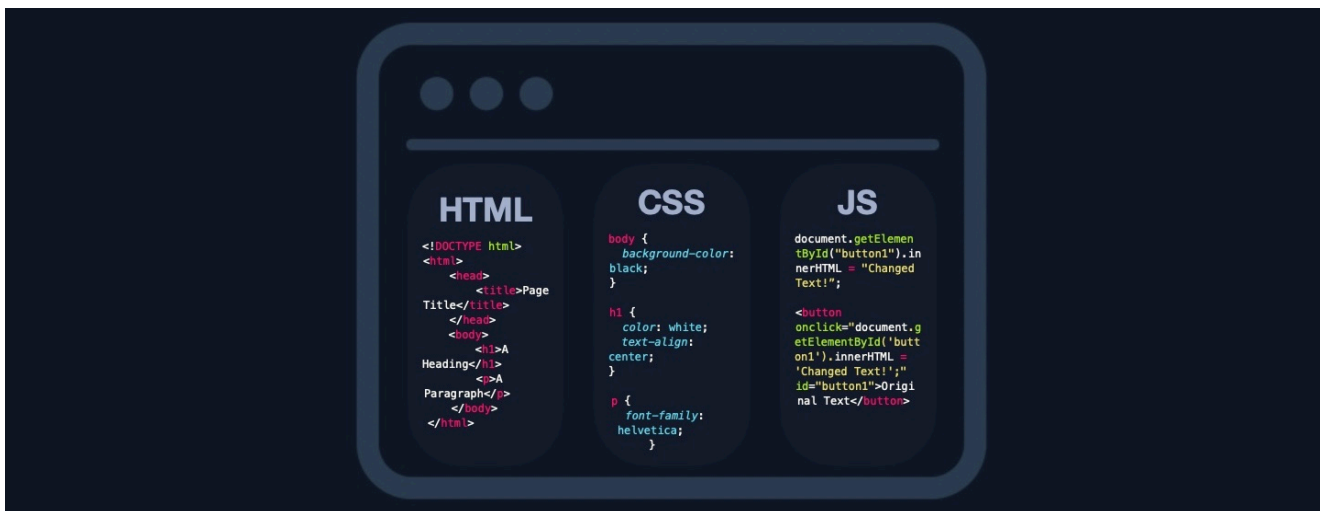 HTML
<!DOCTYPE html>
<html>
<head>
<title>Page
Title</title>
</head>
<body>
<h1>A
Heading</h1>
<p>A
Paragraph</p>
</body>
</html>
CSS
body {
background-color:
black;
}
h1 {
color: white;
text-align:
center;
}
p {
font-family:
helvetica;
}
JS
document.getElemen
tById("button1").in
nerHTML = "Changed
Text!";
<button
onclick="document.g
etElementById('butt
on1').innerHTML =
'Changed Text!';"
id="button1">Origi
nal Text</button>